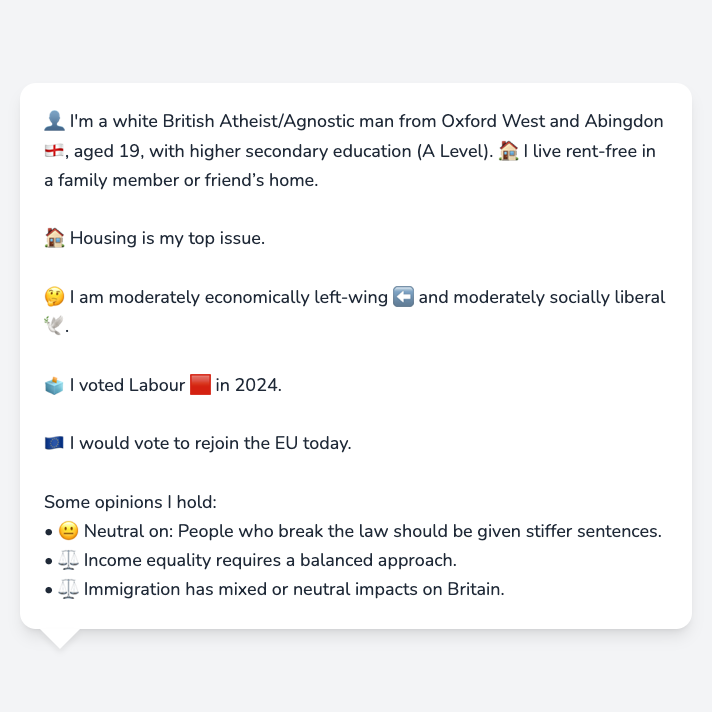 👤 I'm a white British Atheist/Agnostic man from Oxford West and Abingdon
🏴󠁧󠁢󠁥󠁮󠁧󠁿, aged 19, with higher secondary education (A Level). 🏠 I live rent-free in
a family member or friend’s home.
🏠 Housing is my top issue.
🤔 I am moderately economically left-wing ⬅️ and moderately socially liberal
🕊️.
🗳️ I voted Labour 🟥 in 2024.
🇪🇺 I would vote to rejoin the EU today.
Some opinions I hold:
• 😐 Neutral on: People who break the law should be given stiffer sentences.
• ⚖️ Income equality requires a balanced approach.
• ⚖️ Immigration has mixed or neutral impacts on Britain.